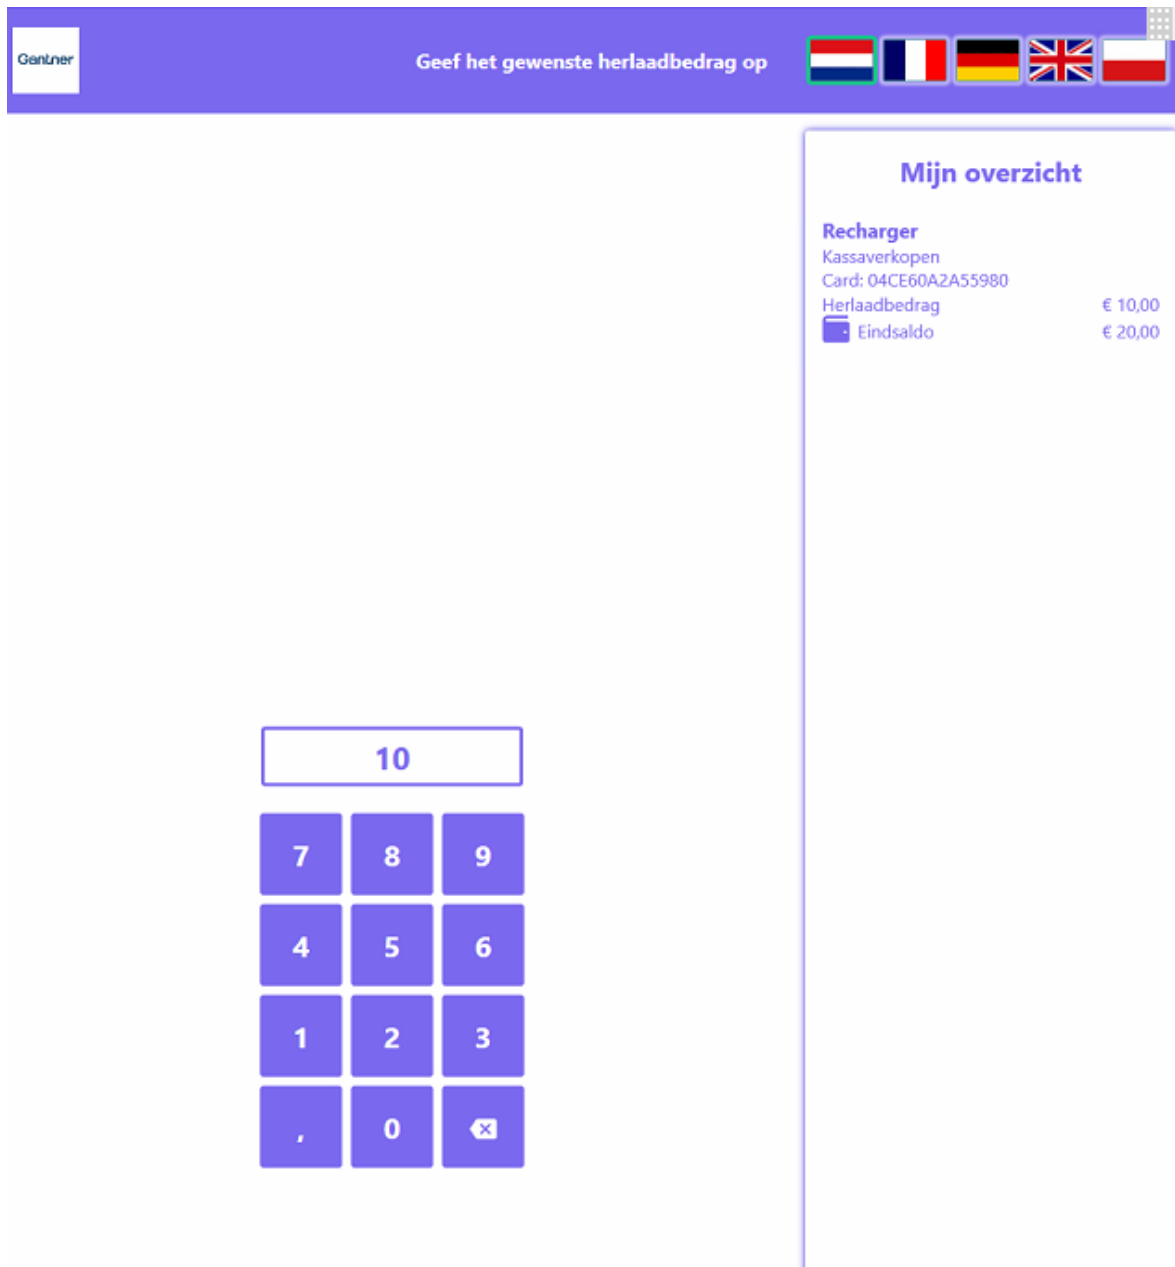 Gantner
Geef het gewenste herlaadbedrag op
Mijn overzicht
Recharger
Kassaverkopen
Card: 04CE60A2A55980
Herlaadbedrag € 10,00
Eindsaldo € 20,00
10
7 8 9
4 5 6
1 2 3
, 0